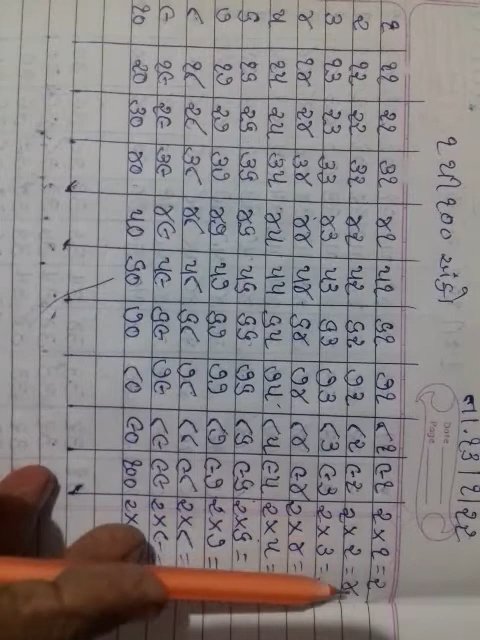 Date
Page
૧ થી ૧૦૦
૧ ૧૧ ૨૧ ૩૧ ૪૧ ૫૧ ૬૧ ૭૧ ૮૧ ૯૧ ૨ × ૧ = ૨
૨ ૧૨ ૨૨ ૩૨ ૪૨ ૫૨ ૬૨ ૭૨ ૮૨ ૯૨ ૨ × ૨ = ૪
૩ ૧૩ ૨૩ ૩૩ ૪૩ ૫૩ ૬૩ ૭૩ ૮૩ ૯૩ ૨ × ૩ =
૪ ૧૪ ૨૪ ૩૪ ૪૪ ૫૪ ૬૪ ૭૪ ૮૪ ૯૪ ૨ × ૪ =
૫ ૧૫ ૨૫ ૩૫ ૪૫ ૫૫ ૬૫ ૭૫ ૮૫ ૯૫ ૨ × ૫ =
૬ ૧૬ ૨૬ ૩૬ ૪૬ ૫૬ ૬૬ ૭૬ ૮૬ ૯૬ ૨ × ૬ =
૭ ૧૭ ૨૭ ૩૭ ૪૭ ૫૭ ૬૭ ૭૭ ૮૭ ૯૭ ૨ × ૭ =
૮ ૧૮ ૨૮ ૩૮ ૪૮ ૫૮ ૬૮ ૭૮ ૮૮ ૯૮ ૨ × ૮ =
૯ ૧૯ ૨૯ ૩૯ ૪૯ ૫૯ ૬૯ ૭૯ ૮૯ ૯૯ ૨ × ૯
૧૦ ૨૦ ૩૦ ૪૦ ૫૦ ૬૦ ૭૦ ૮૦ ૯૦ ૧૦૦ ૨ ×